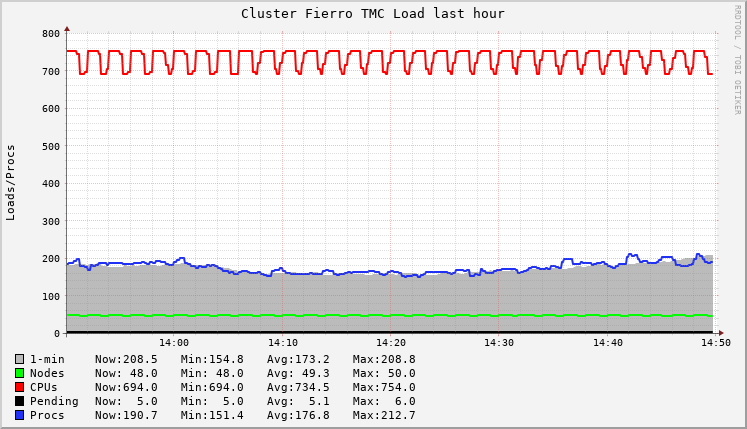 Cluster Fierro TMC Load last hour
RRDTOOL / TOBI OETIKER
Loads/Procs
800
700
600
500
400
300
200
100
0
14:00 14:10 14:20 14:30 14:40 14:50
1-min Now:208.5 Min:154.8 Avg:173.2 Max:208.8
Nodes Now: 48.0 Min: 48.0 Avg: 49.3 Max: 50.0
CPUs Now:694.0 Min:694.0 Avg:734.5 Max:754.0
Pending Now: 5.0 Min: 5.0 Avg: 5.1 Max: 6.0
Procs Now:190.7 Min:151.4 Avg:176.8 Max:212.7